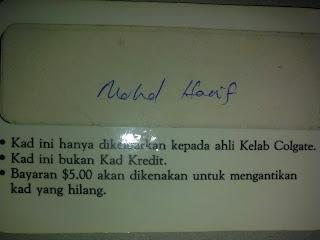 Mohd Hanif
• Kad ini hanya dikeluarkan kepada ahli Kelab Colgate.
• Kad ini bukan Kad Kredit.
• Bayaran $5.00 akan dikenakan untuk mengantikan
kad yang hilang.